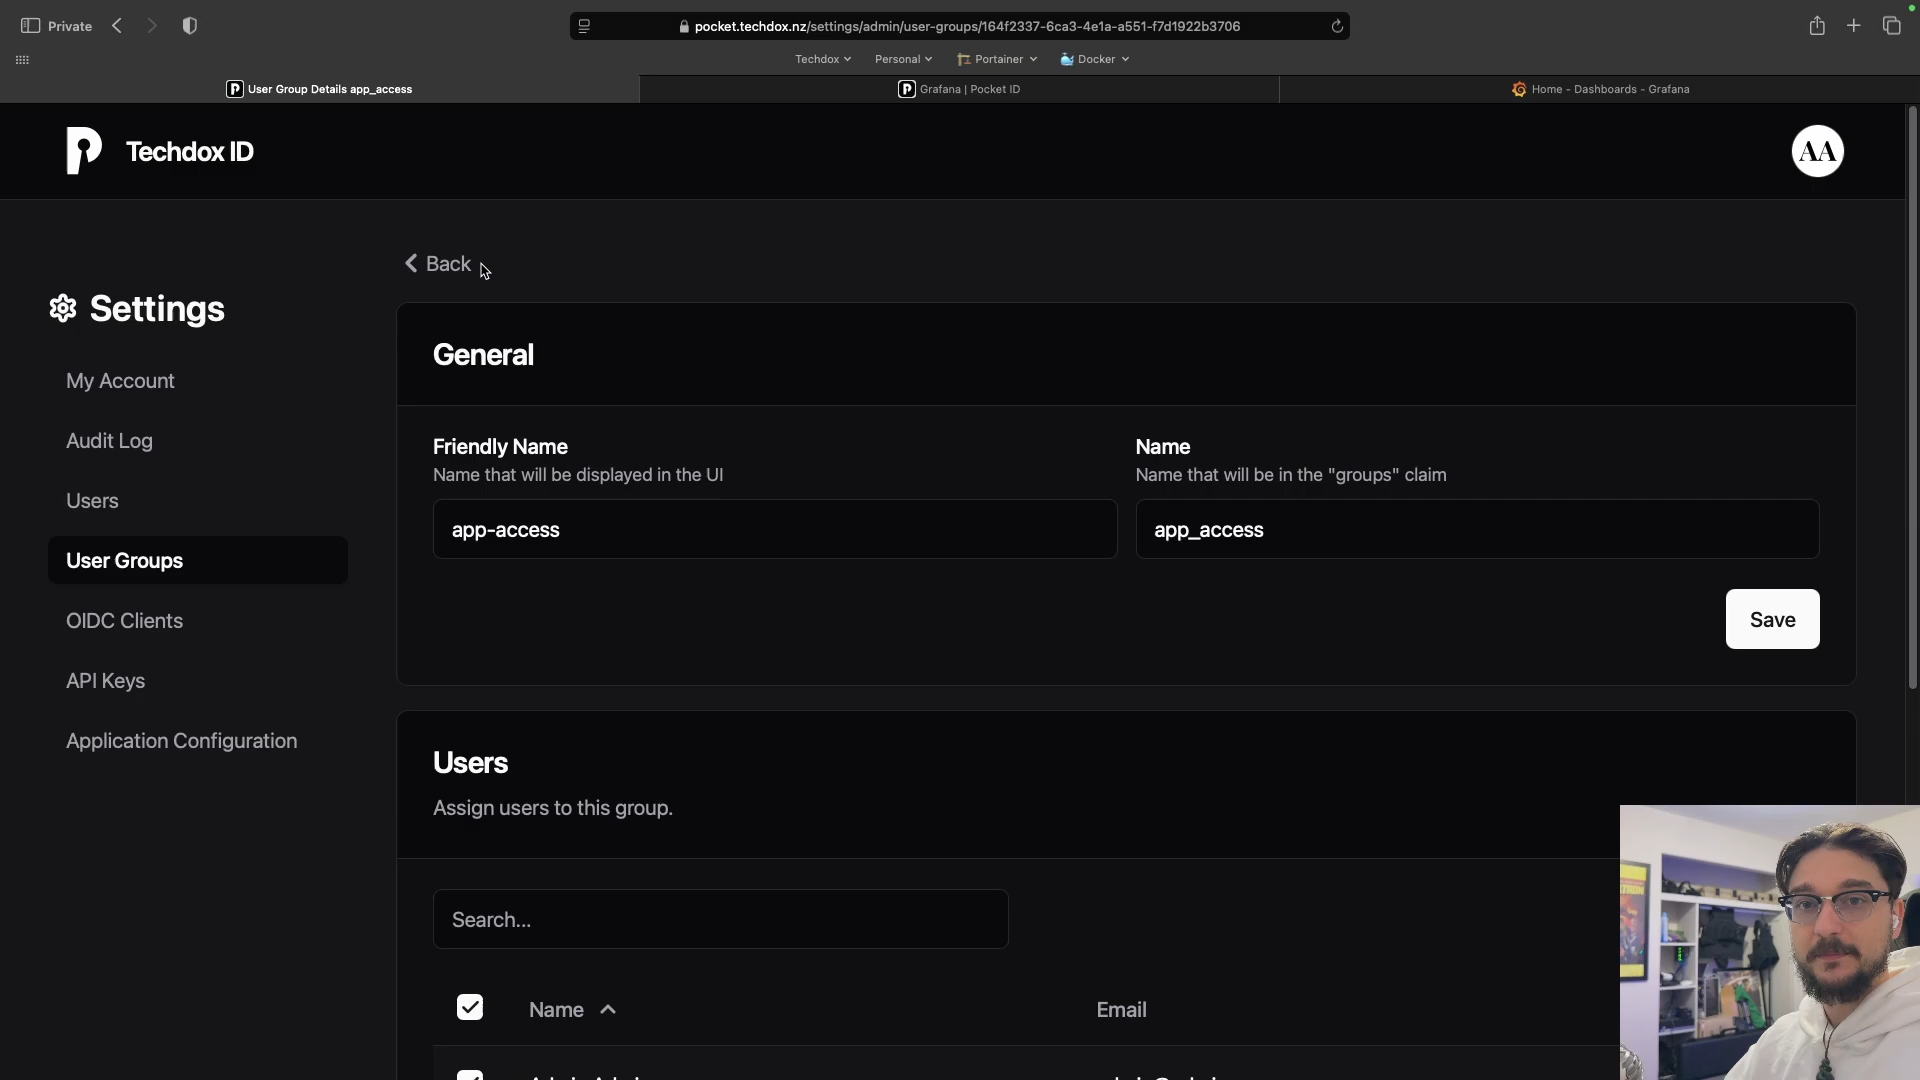 Private
pocket.techdox.nz/settings/admin/user-groups/164f2337-6ca3-4e1a-a551-f7d1922b3706
Techdox
Personal
Portainer
Docker
User Group Details app_access
Grafana | Pocket ID
Home - Dashboards - Grafana
Techdox ID
AA
Back
Settings
My Account
Audit Log
Users
User Groups
OIDC Clients
API Keys
Application Configuration
General
Friendly Name
Name that will be displayed in the UI
app-access
Name
Name that will be in the "groups" claim
app_access
Save
Users
Assign users to this group.
Search...
Name
Email